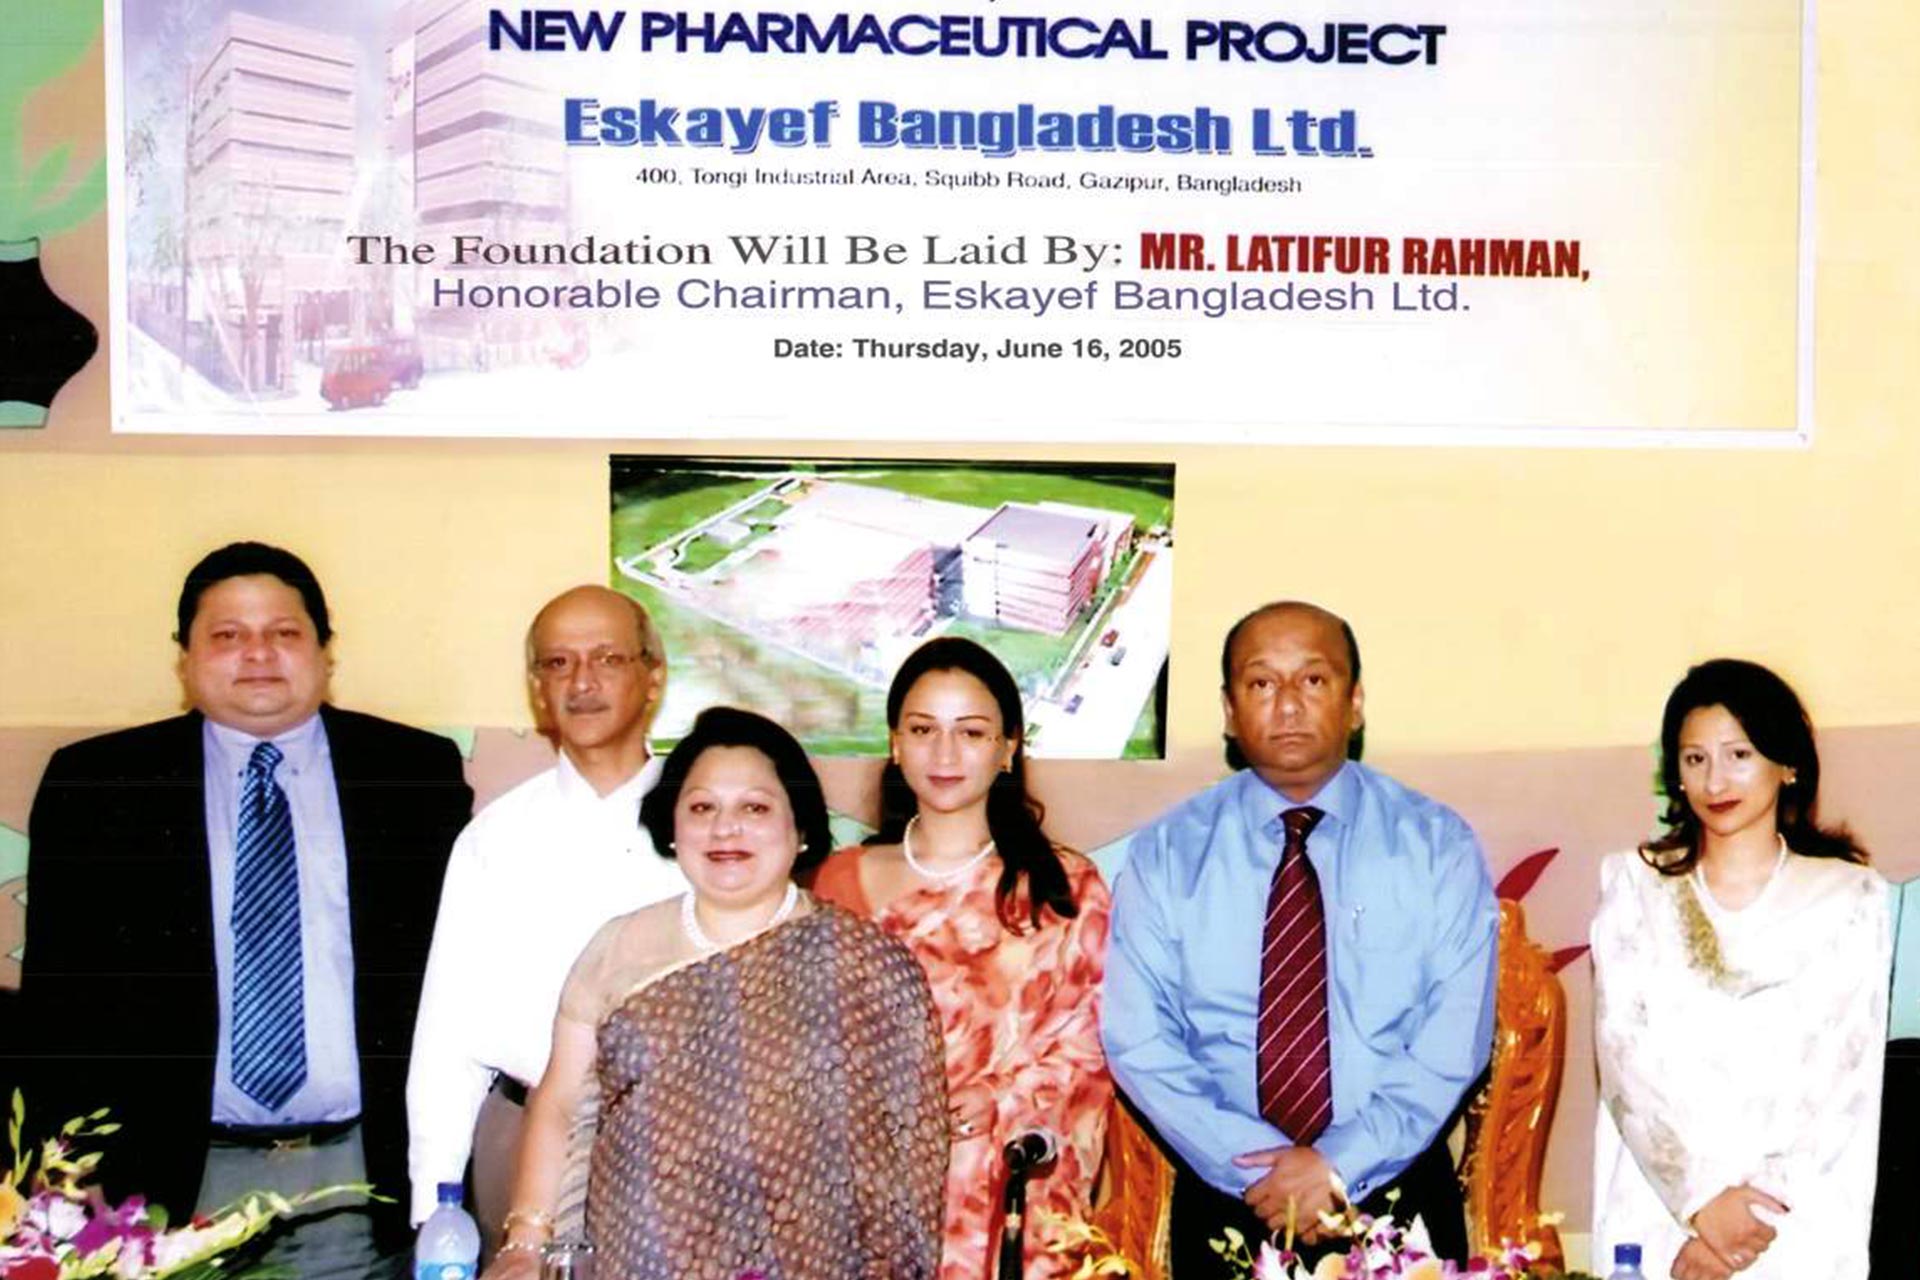 NEW PHARMACEUTICAL PROJECT
Eskayef Bangladesh Ltd.
400, Tongi Industrial Area, Squibb Road, Gazipur, Bangladesh
The Foundation Will Be Laid By: MR. LATIFUR RAHMAN,
Honorable Chairman, Eskayef Bangladesh Ltd.
Date: Thursday, June 16, 2005